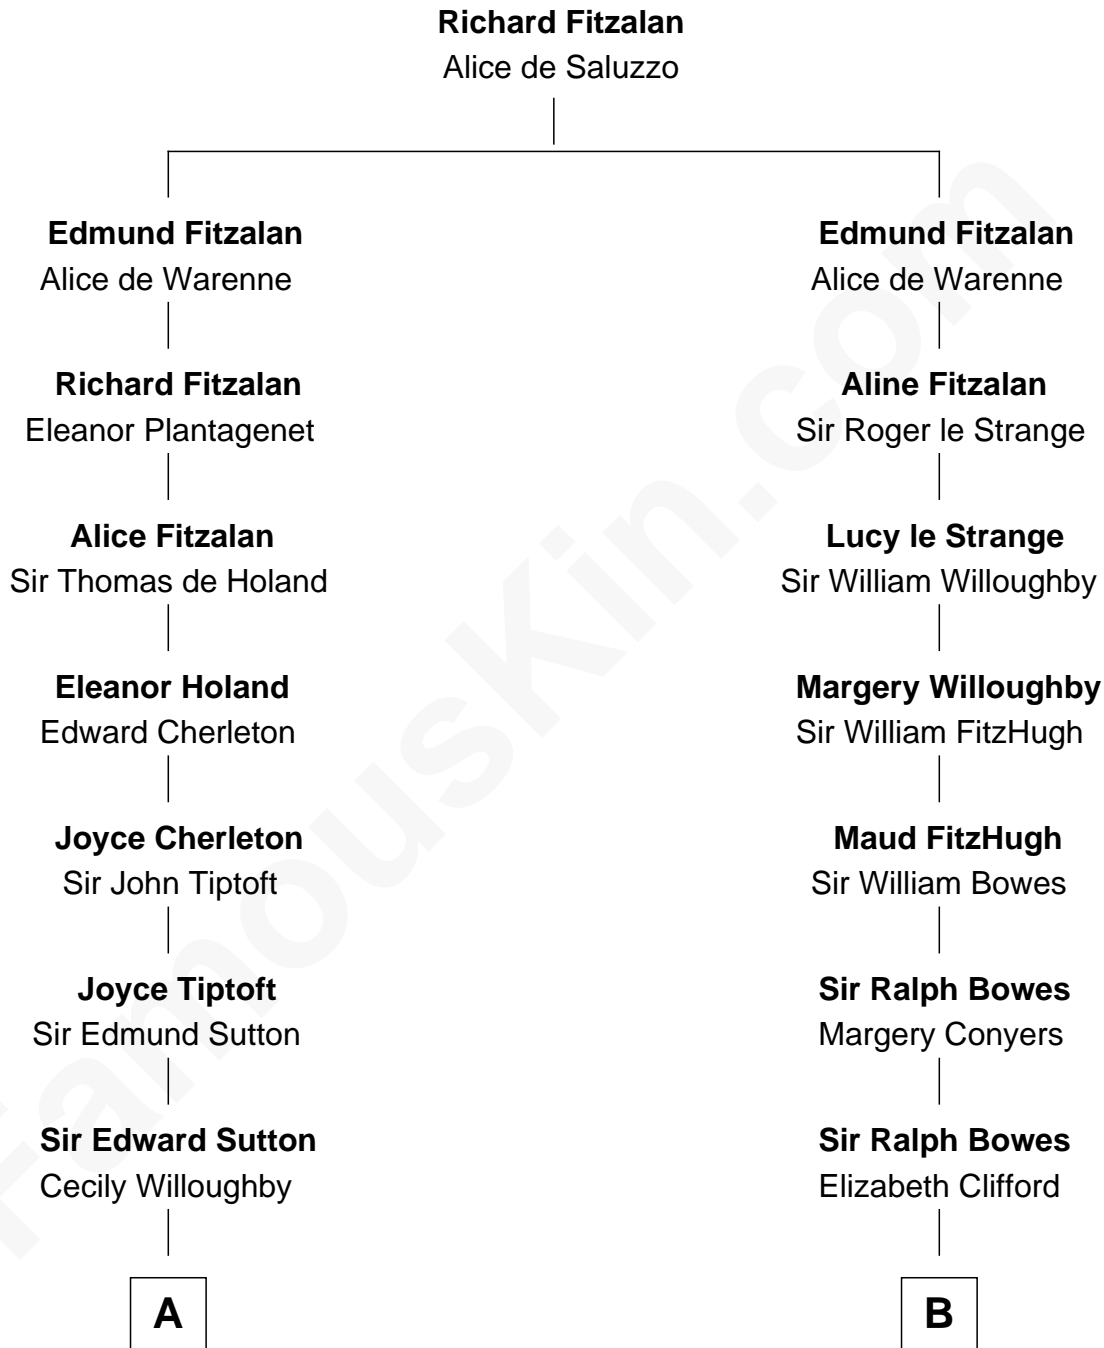 Richard Fitzalan
Alice de Saluzzo
Edmund Fitzalan
Alice de Warenne
Richard Fitzalan
Eleanor Plantagenet
Alice Fitzalan
Sir Thomas de Holand
Eleanor Holand
Edward Cherleton
Joyce Cherleton
Sir John Tiptoft
Joyce Tiptoft
Sir Edmund Sutton
Sir Edward Sutton
Cecily Willoughby
A
Edmund Fitzalan
Alice de Warenne
Aline Fitzalan
Sir Roger le Strange
Lucy le Strange
Sir William Willoughby
Margery Willoughby
Sir William FitzHugh
Maud FitzHugh
Sir William Bowes
Sir Ralph Bowes
Margery Conyers
Sir Ralph Bowes
Elizabeth Clifford
B
FamousKin.com